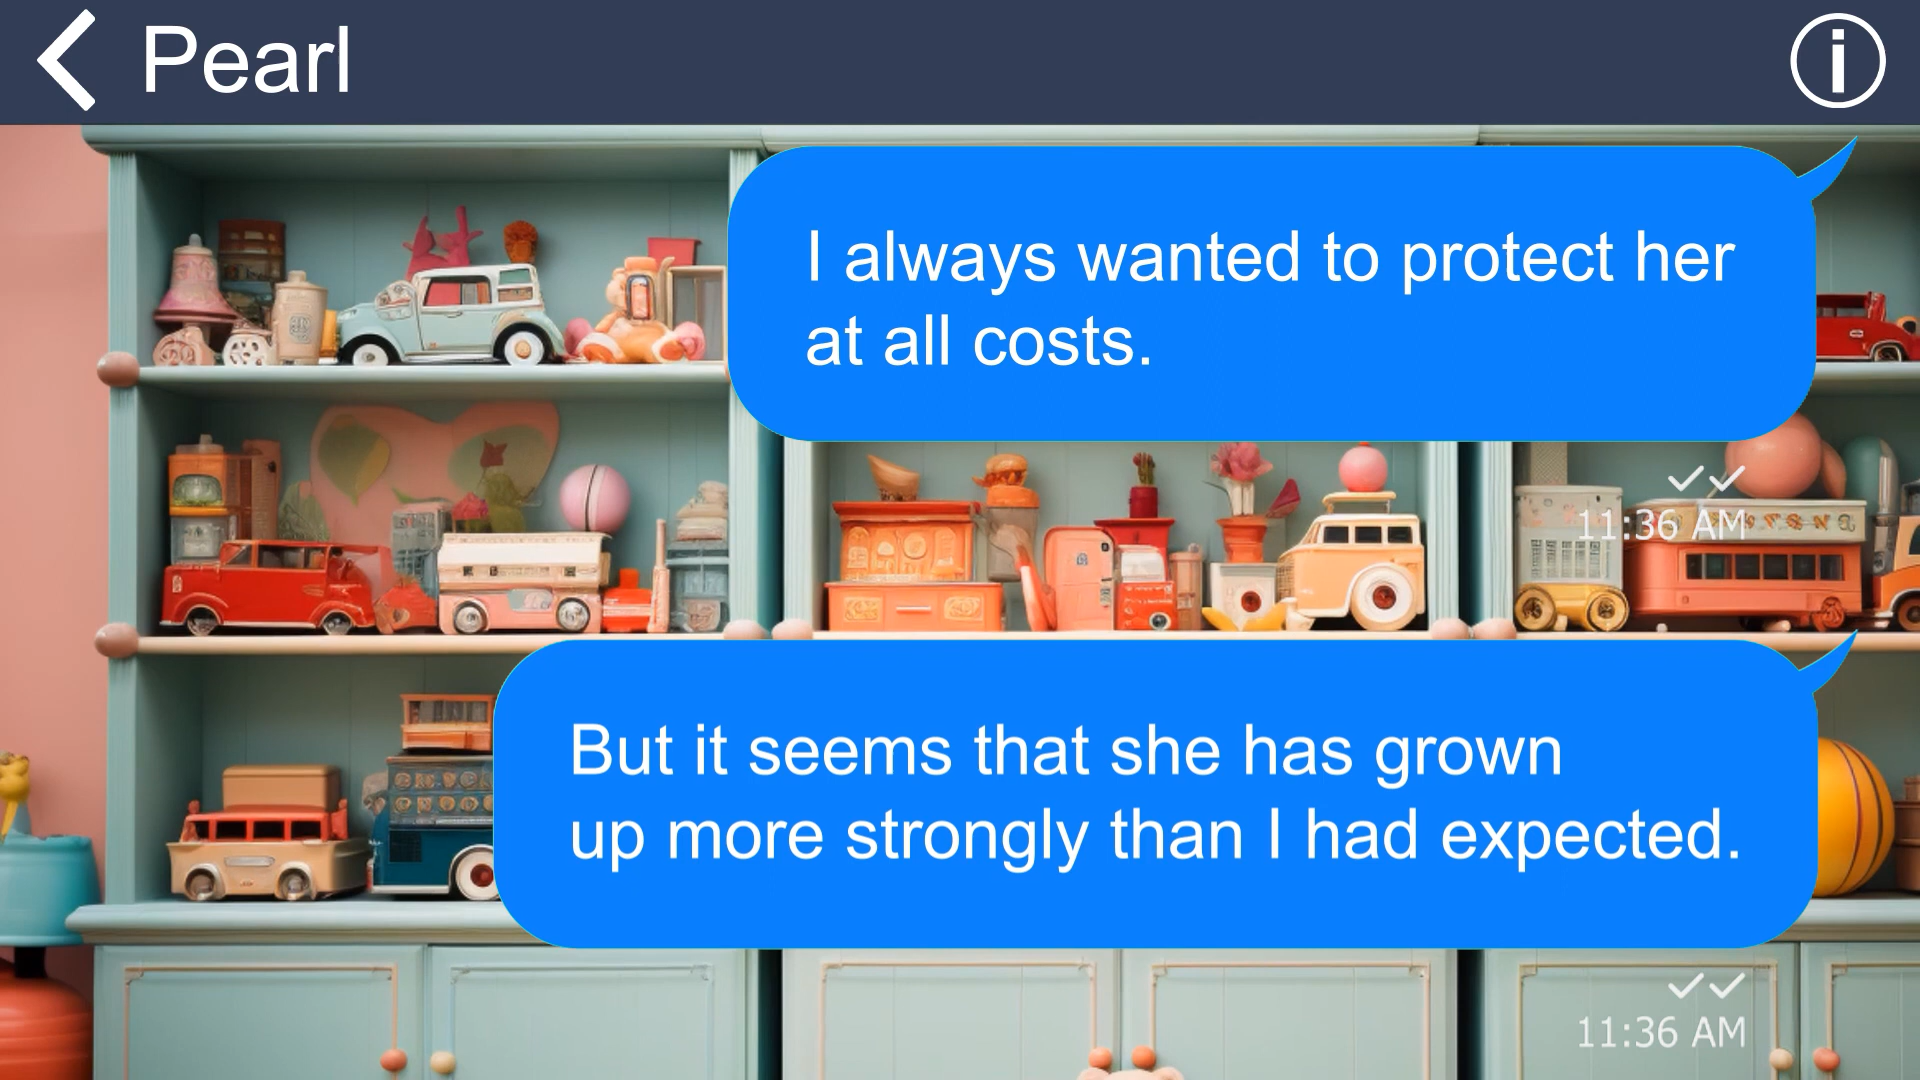 Pearl
I always wanted to protect her
at all costs.
11:36 AM
But it seems that she has grown
up more strongly than I had expected.
11:36 AM